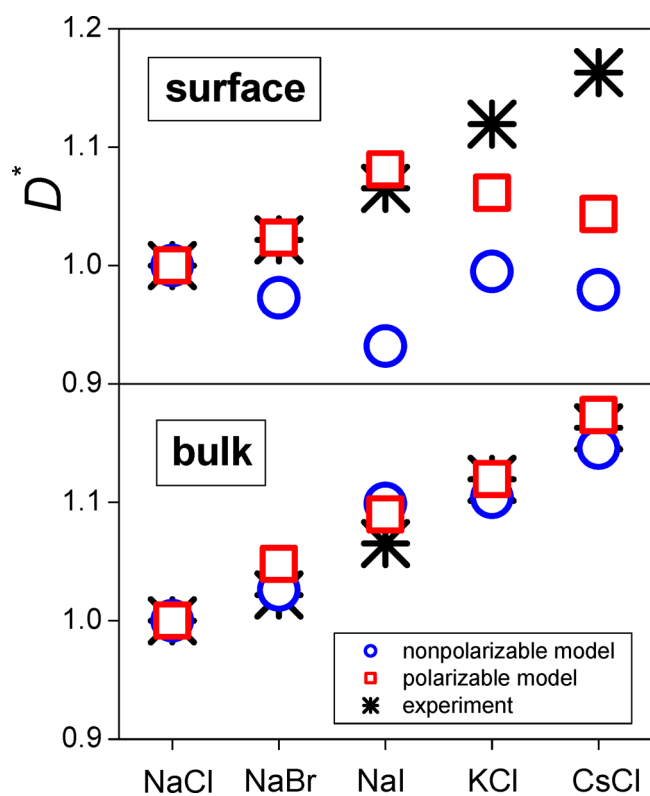 1.2
surface
1.1
D*
1.0
0.9
bulk
1.1
1.0
nonpolarizable model
polarizable model
experiment
0.9
NaCl NaBr NaI KCl CsCl